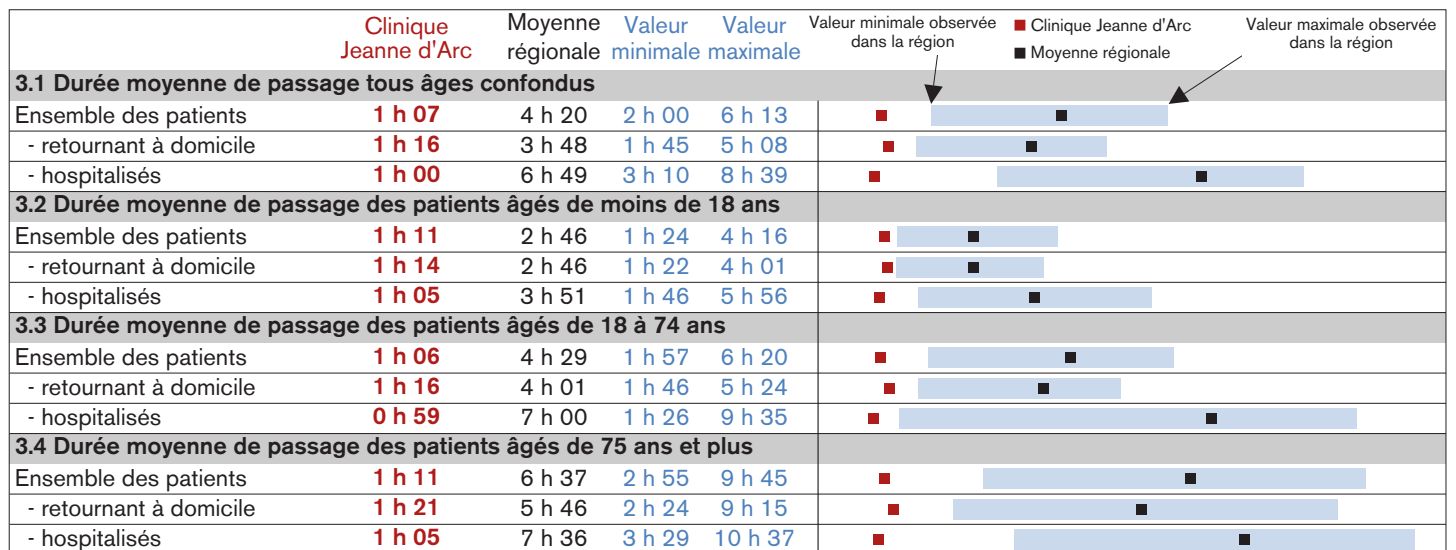 Clinique Jeanne d'Arc Moyenne régionale Valeur minimale Valeur maximale
Valeur minimale observée dans la région
Clinique Jeanne d'Arc
Moyenne régionale
Valeur maximale observée dans la région
3.1 Durée moyenne de passage tous âges confondus
Ensemble des patients 1 h 07 4 h 20 2 h 00 6 h 13
- retournant à domicile 1 h 16 3 h 48 1 h 45 5 h 08
- hospitalisés 1 h 00 6 h 49 3 h 10 8 h 39
3.2 Durée moyenne de passage des patients âgés de moins de 18 ans
Ensemble des patients 1 h 11 2 h 46 1 h 24 4 h 16
- retournant à domicile 1 h 14 2 h 46 1 h 22 4 h 01
- hospitalisés 1 h 05 3 h 51 1 h 46 5 h 56
3.3 Durée moyenne de passage des patients âgés de 18 à 74 ans
Ensemble des patients 1 h 06 4 h 29 1 h 57 6 h 20
- retournant à domicile 1 h 16 4 h 01 1 h 46 5 h 24
- hospitalisés 0 h 59 7 h 00 1 h 26 9 h 35
3.4 Durée moyenne de passage des patients âgés de 75 ans et plus
Ensemble des patients 1 h 11 6 h 37 2 h 55 9 h 45
- retournant à domicile 1 h 21 5 h 46 2 h 24 9 h 15
- hospitalisés 1 h 05 7 h 36 3 h 29 10 h 37